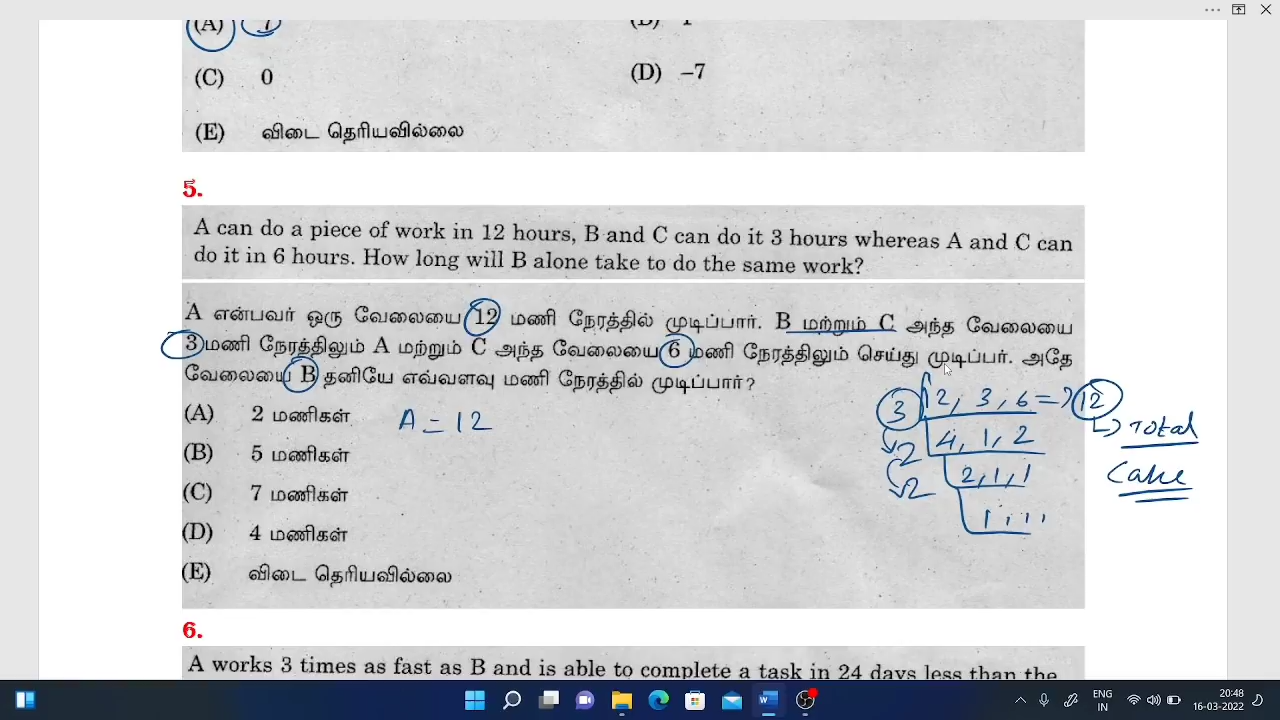 (A) 7
(C) 0
(D) –7
(E) விடை தெரியவில்லை
5.
A can do a piece of work in 12 hours, B and C can do it 3 hours whereas A and C can
do it in 6 hours. How long will B alone take to do the same work?
A என்பவர் ஒரு வேலையை 12 மணி நேரத்தில் முடிப்பார். B மற்றும் C அந்த வேலையை
3 மணி நேரத்திலும் A மற்றும் C அந்த வேலையை 6 மணி நேரத்திலும் செய்து முடிப்பர். அதே
வேலையை B தனியே எவ்வளவு மணி நேரத்தில் முடிப்பார்?
(A) 2 மணிகள்
(B) 5 மணிகள்
(C) 7 மணிகள்
(D) 4 மணிகள்
(E) விடை தெரியவில்லை
A = 12
3 12, 3, 6 => 12
2 4, 1, 2
2 2, 1, 1
1, 1, 1
Total
Cake
6.
A works 3 times as fast as B and is able to complete a task in 24 days less than the
ENG
IN
20:48
16-03-2022